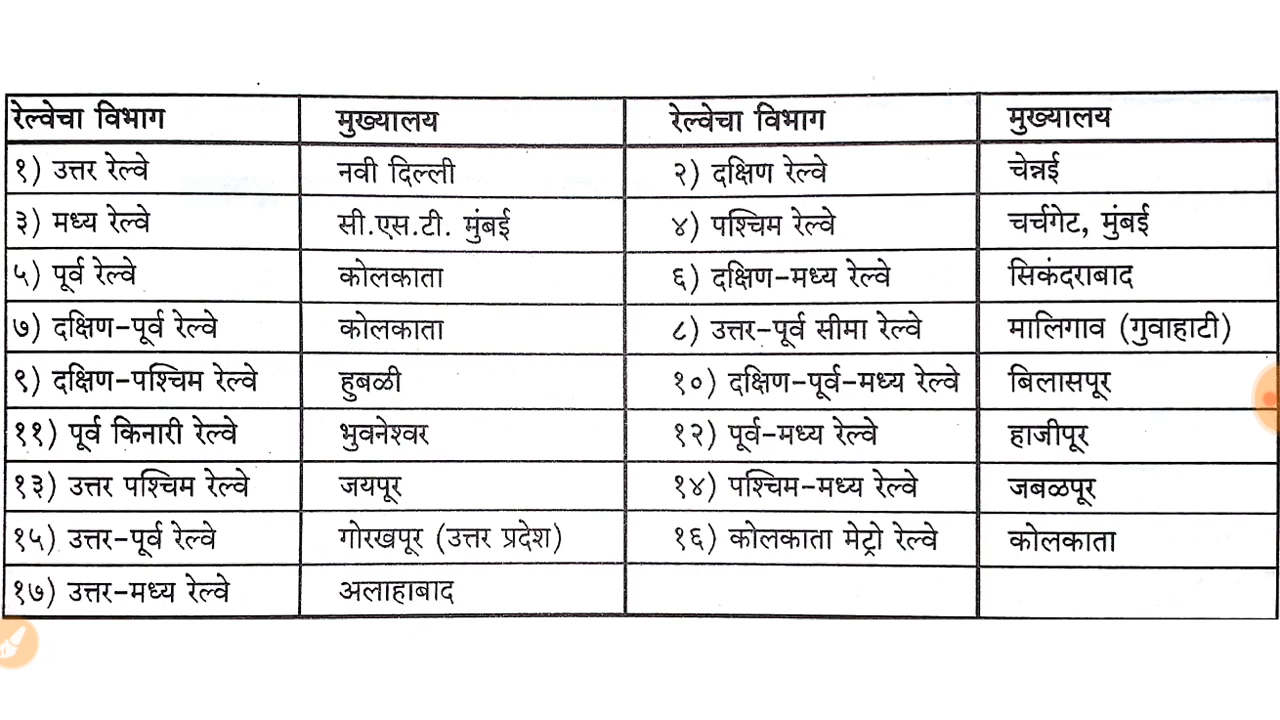 रेल्वेचा विभाग मुख्यालय रेल्वेचा विभाग मुख्यालय
१) उत्तर रेल्वे नवी दिल्ली २) दक्षिण रेल्वे चेन्नई
३) मध्य रेल्वे सी.एस.टी. मुंबई ४) पश्चिम रेल्वे चर्चगेट, मुंबई
५) पूर्व रेल्वे कोलकाता ६) दक्षिण-मध्य रेल्वे सिकंदराबाद
७) दक्षिण-पूर्व रेल्वे कोलकाता ८) उत्तर-पूर्व सीमा रेल्वे मालिगाव (गुवाहाटी)
९) दक्षिण-पश्चिम रेल्वे हुबळी १०) दक्षिण-पूर्व-मध्य रेल्वे बिलासपूर
११) पूर्व किनारी रेल्वे भुवनेश्वर १२) पूर्व-मध्य रेल्वे हाजीपूर
१३) उत्तर पश्चिम रेल्वे जयपूर १४) पश्चिम-मध्य रेल्वे जबळपूर
१५) उत्तर-पूर्व रेल्वे गोरखपूर (उत्तर प्रदेश) १६) कोलकाता मेट्रो रेल्वे कोलकाता
१७) उत्तर-मध्य रेल्वे अलाहाबाद